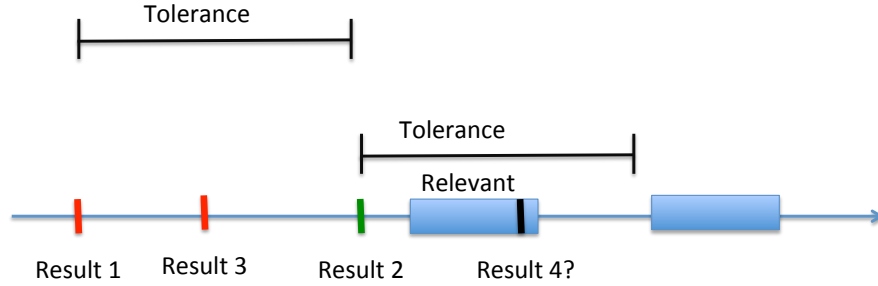 Tolerance
Tolerance
Relevant
Result 1
Result 3
Result 2
Result 4?